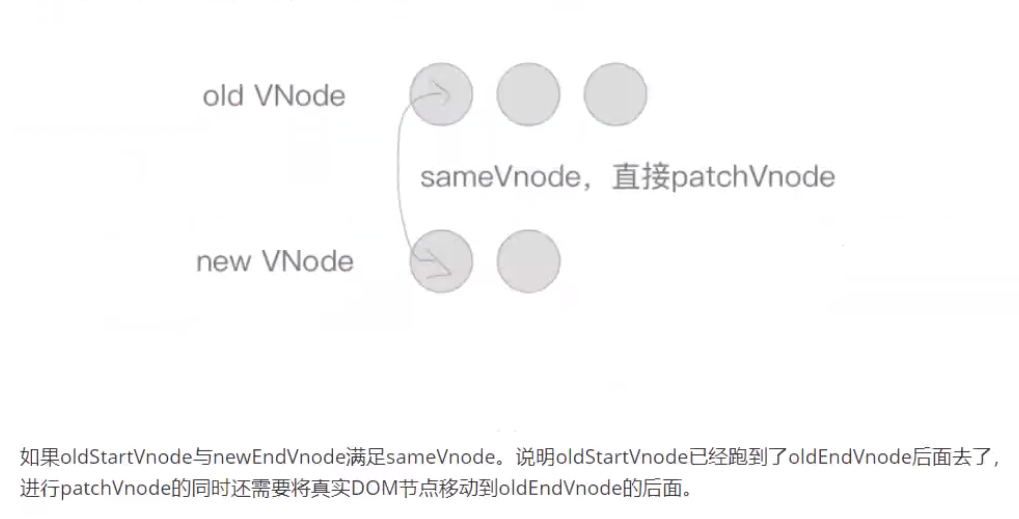 old VNode
sameVnode，直接patchVnode
new VNode
如果oldStartVnode与newEndVnode满足sameVnode。说明oldStartVnode已经跑到了oldEndVnode后面去了，
进行patchVnode的同时还需要将真实DOM节点移动到oldEndVnode的后面。